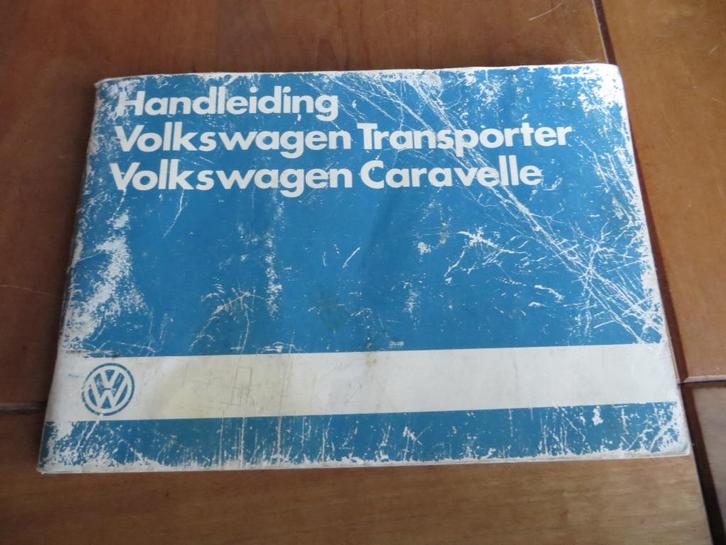 Handleiding
Volkswagen Transporter
Volkswagen Caravelle
VW